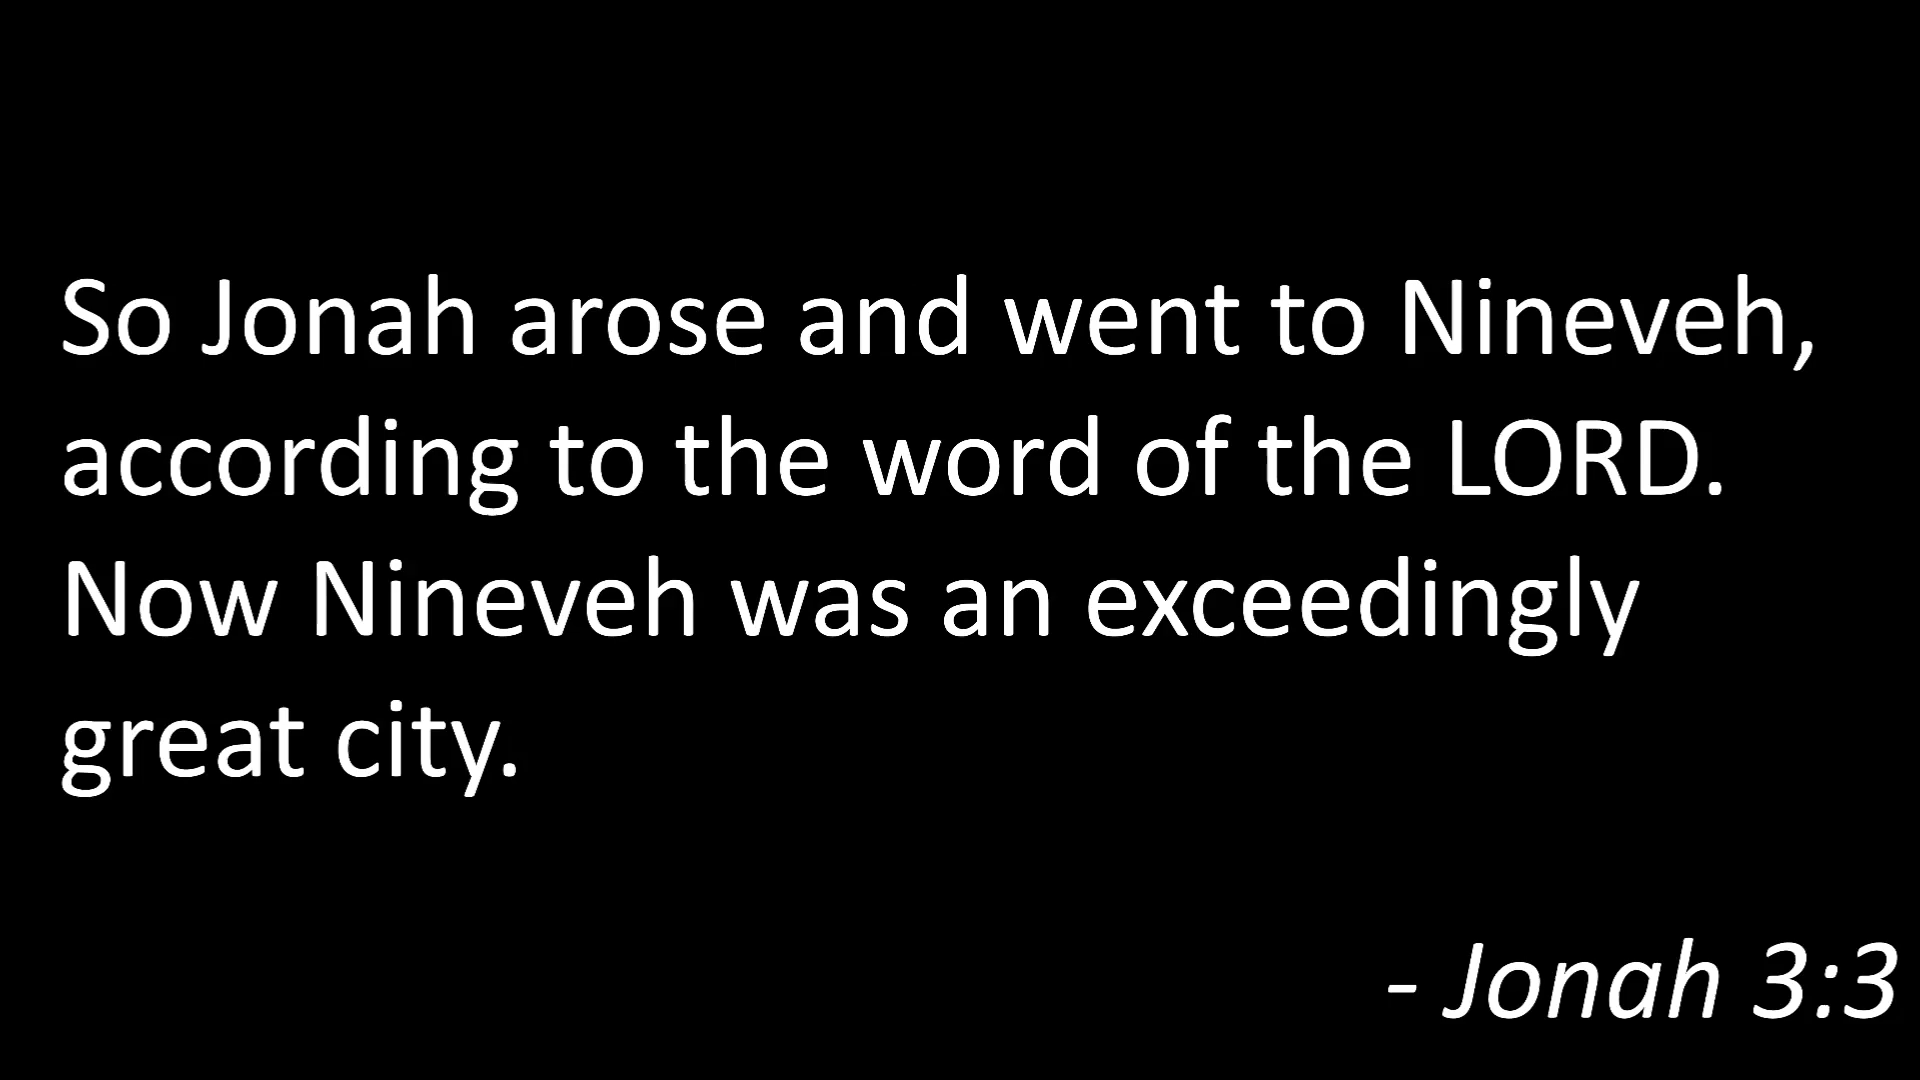 So Jonah arose and went to Nineveh,
according to the word of the LORD.
Now Nineveh was an exceedingly
great city.
- Jonah 3:3